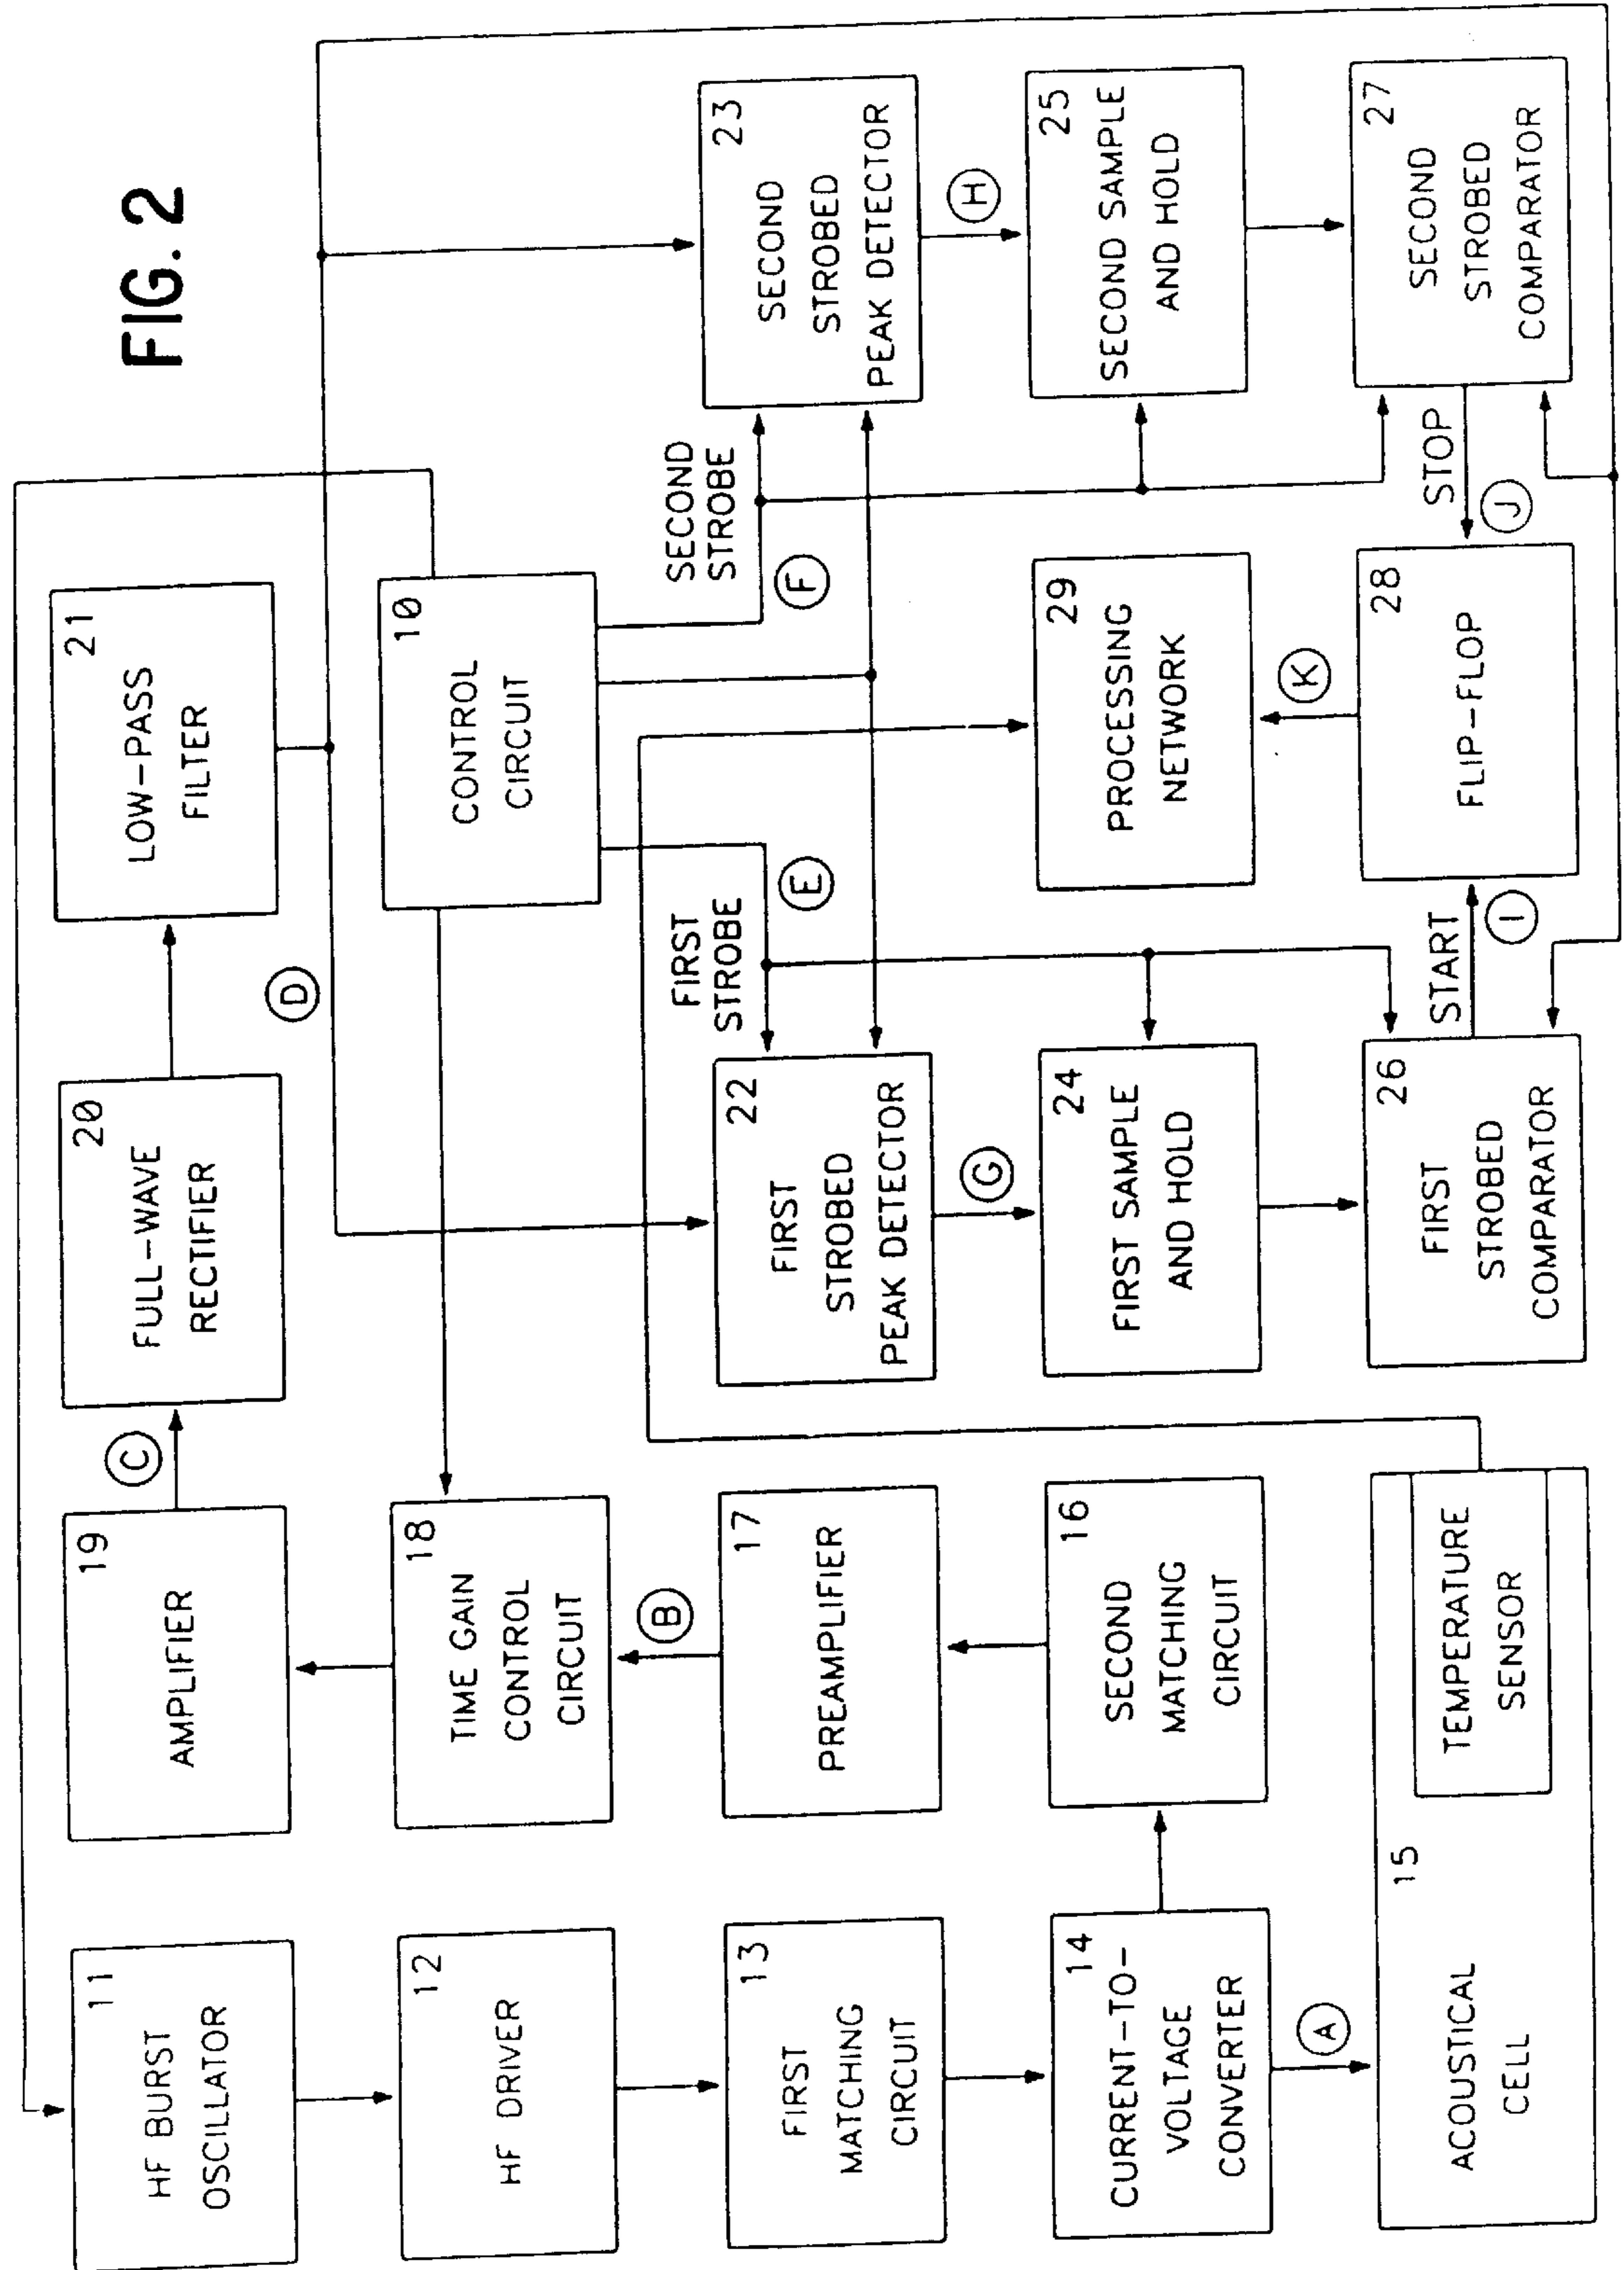 FIG. 2
11
HF BURST
OSCILLATOR
12
HF DRIVER
13
FIRST
MATCHING
CIRCUIT
14
CURRENT-TO-
VOLTAGE
CONVERTER
A
15
ACOUSTICAL
CELL
TEMPERATURE
SENSOR
16
SECOND
MATCHING
CIRCUIT
17
PREAMPLIFIER
B
18
TIME GAIN
CONTROL
CIRCUIT
19
AMPLIFIER
C
20
FULL-WAVE
RECTIFIER
21
LOW-PASS
FILTER
D
10
CONTROL
CIRCUIT
FIRST
STROBE
E
SECOND
STROBE
F
22
FIRST
STROBED
PEAK DETECTOR
G
24
FIRST SAMPLE
AND HOLD
26
FIRST
STROBED
COMPARATOR
START
I
23
SECOND
STROBED
PEAK DETECTOR
H
25
SECOND SAMPLE
AND HOLD
27
SECOND
STROBED
COMPARATOR
STOP
J
28
FLIP-FLOP
K
29
PROCESSING
NETWORK